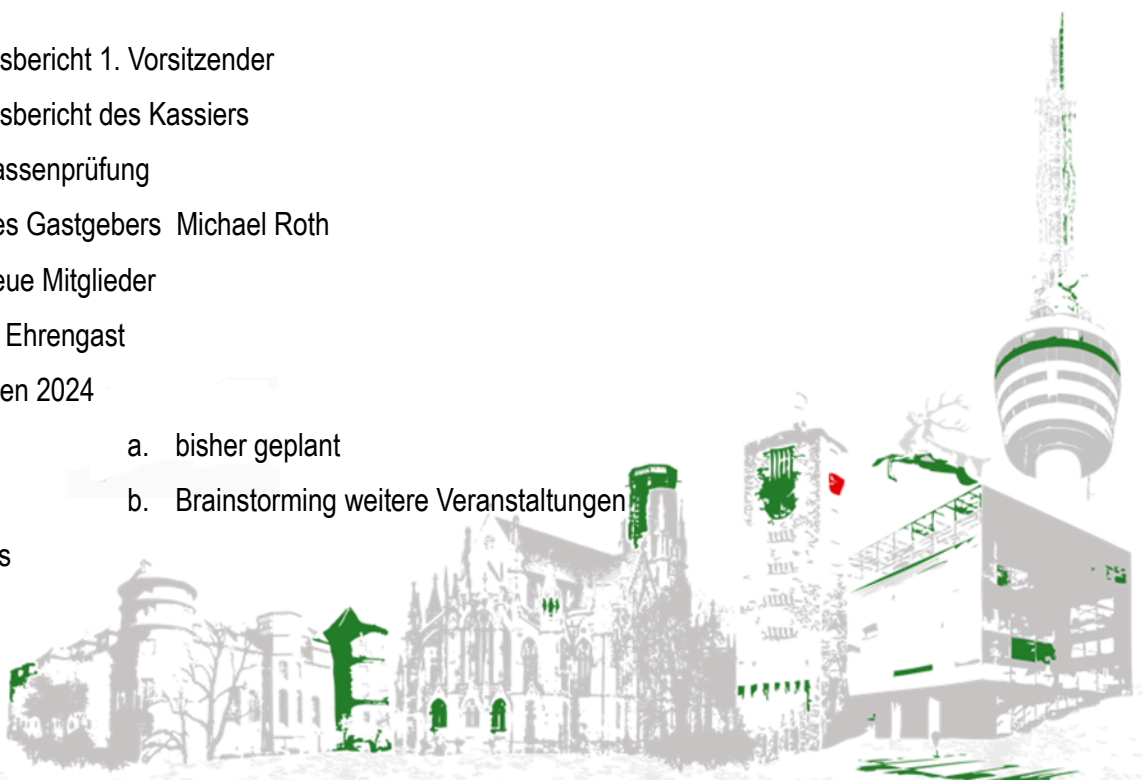 sbericht 1. Vorsitzender
sbericht des Kassiers
assenprüfung
es Gastgebers  Michael Roth
eue Mitglieder
Ehrengast
en 2024
a. bisher geplant
b. Brainstorming weitere Veranstaltungen
s